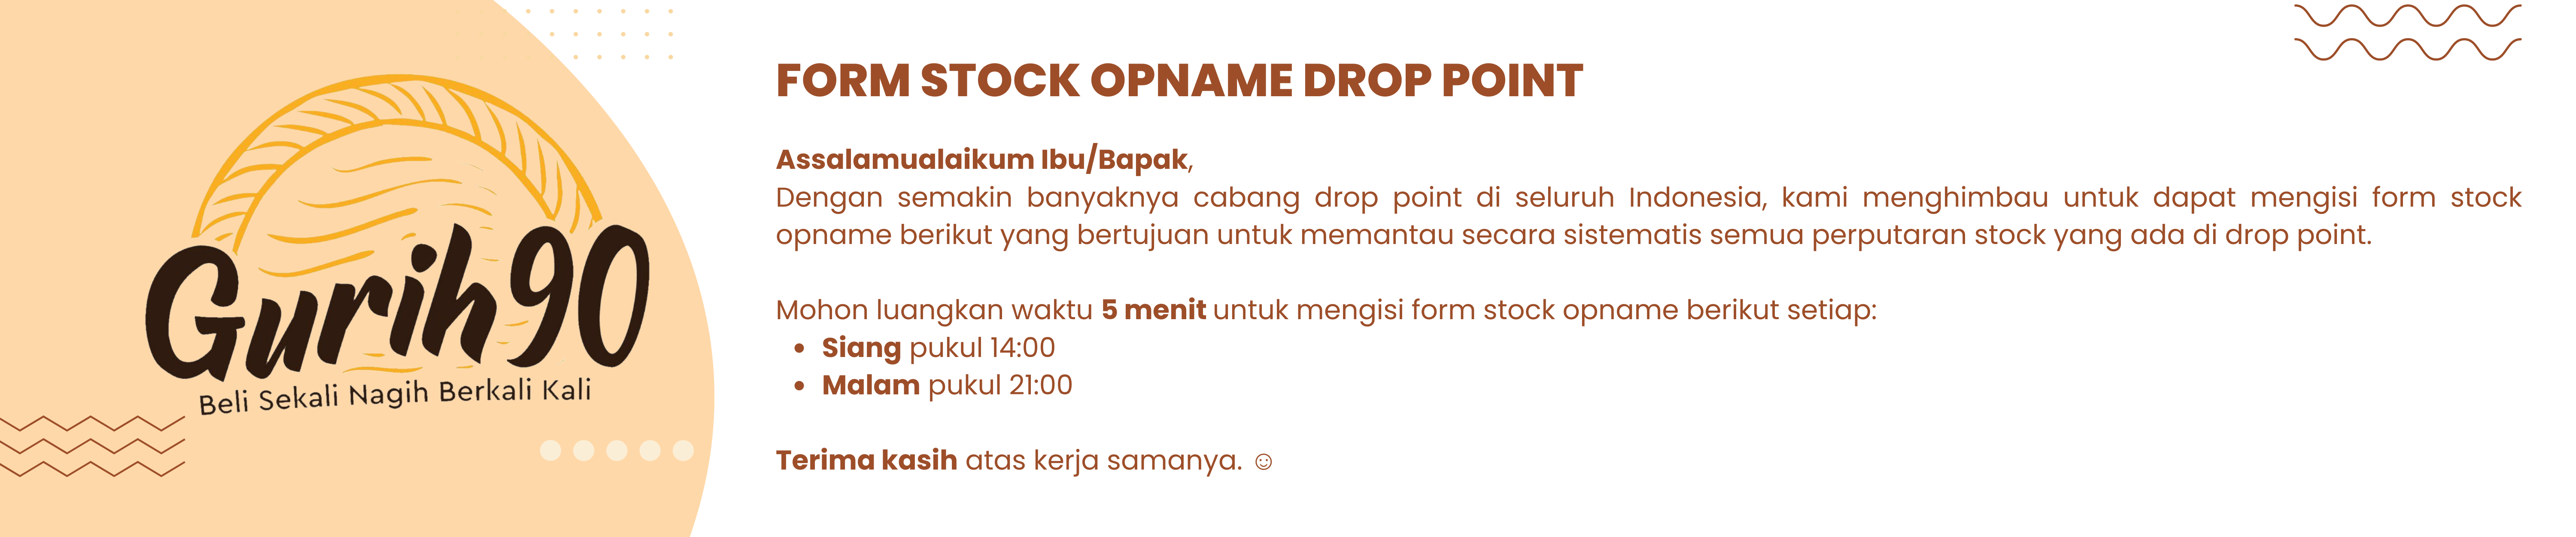 Gurih90
Beli Sekali Nagih Berkali Kali
FORM STOCK OPNAME DROP POINT
Assalamualaikum Ibu/Bapak,
Dengan semakin banyaknya cabang drop point di seluruh Indonesia, kami menghimbau untuk dapat mengisi form stock
opname berikut yang bertujuan untuk memantau secara sistematis semua perputaran stock yang ada di drop point.
Mohon luangkan waktu 5 menit untuk mengisi form stock opname berikut setiap:
• Siang pukul 14:00
• Malam pukul 21:00
Terima kasih atas kerja samanya. ☺